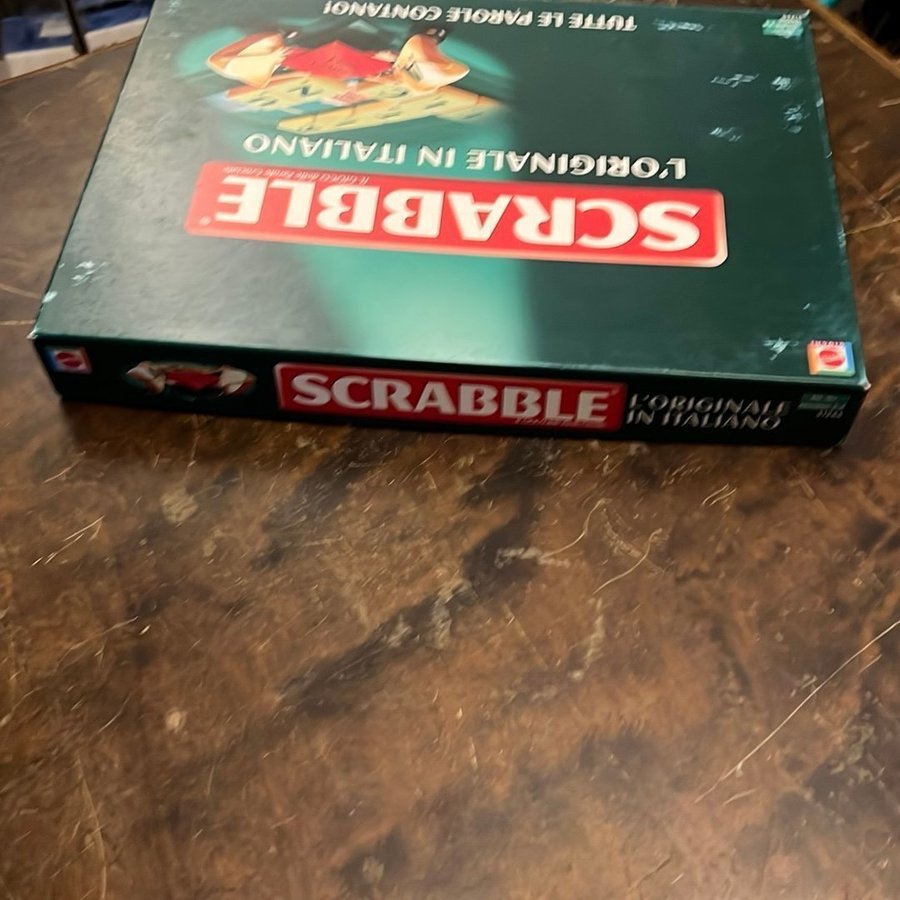 TUTTE LE PAROLE CONTANO!
L'ORIGINALE IN ITALIANO
SCRABBLE
SCRABBLE
L'ORIGINALE
IN ITALIANO